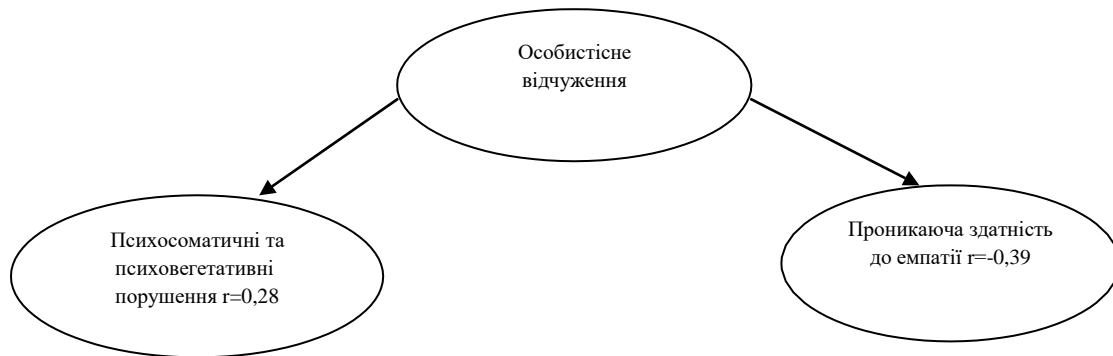 Особистісне
відчуження
Психосоматичні та
психовегетативні
порушення r=0,28
Проникаюча здатність
до емпатії r=-0,39